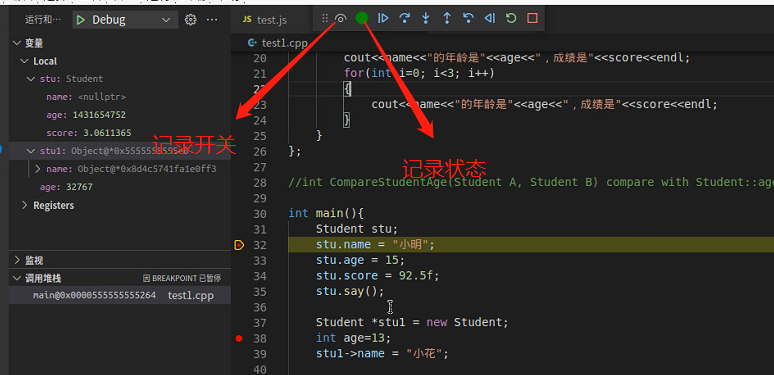 运行和···
Debug
变量
Local
stu: Student
name: <nullptr>
age: 1431654752
score: 3.0611365
name: Object@*0x8d4c5741fa1e0ff3
age: 32767
Registers
监视
调用堆栈
因 BREAKPOINT 已暂停
main@0x0000555555555264 test1.cpp
test.js
test1.cpp
记录开关
记录状态
20 cout<<name<<"的年龄是"<<age<<"，成绩是"<<score<<endl;
21 for(int i=0; i<3; i++)
22 {
23 cout<<name<<"的年龄是"<<age<<"，成绩是"<<score<<endl;
24 }
25 }
26 };
27
28 //int CompareStudentAge(Student A, Student B) compare with Student::age
29
30 int main(){
31 Student stu;
32 stu.name = "小明";
33 stu.age = 15;
34 stu.score = 92.5f;
35 stu.say();
36
37 Student *stu1 = new Student;
38 int age=13;
39 stu1->name = "小花";
40